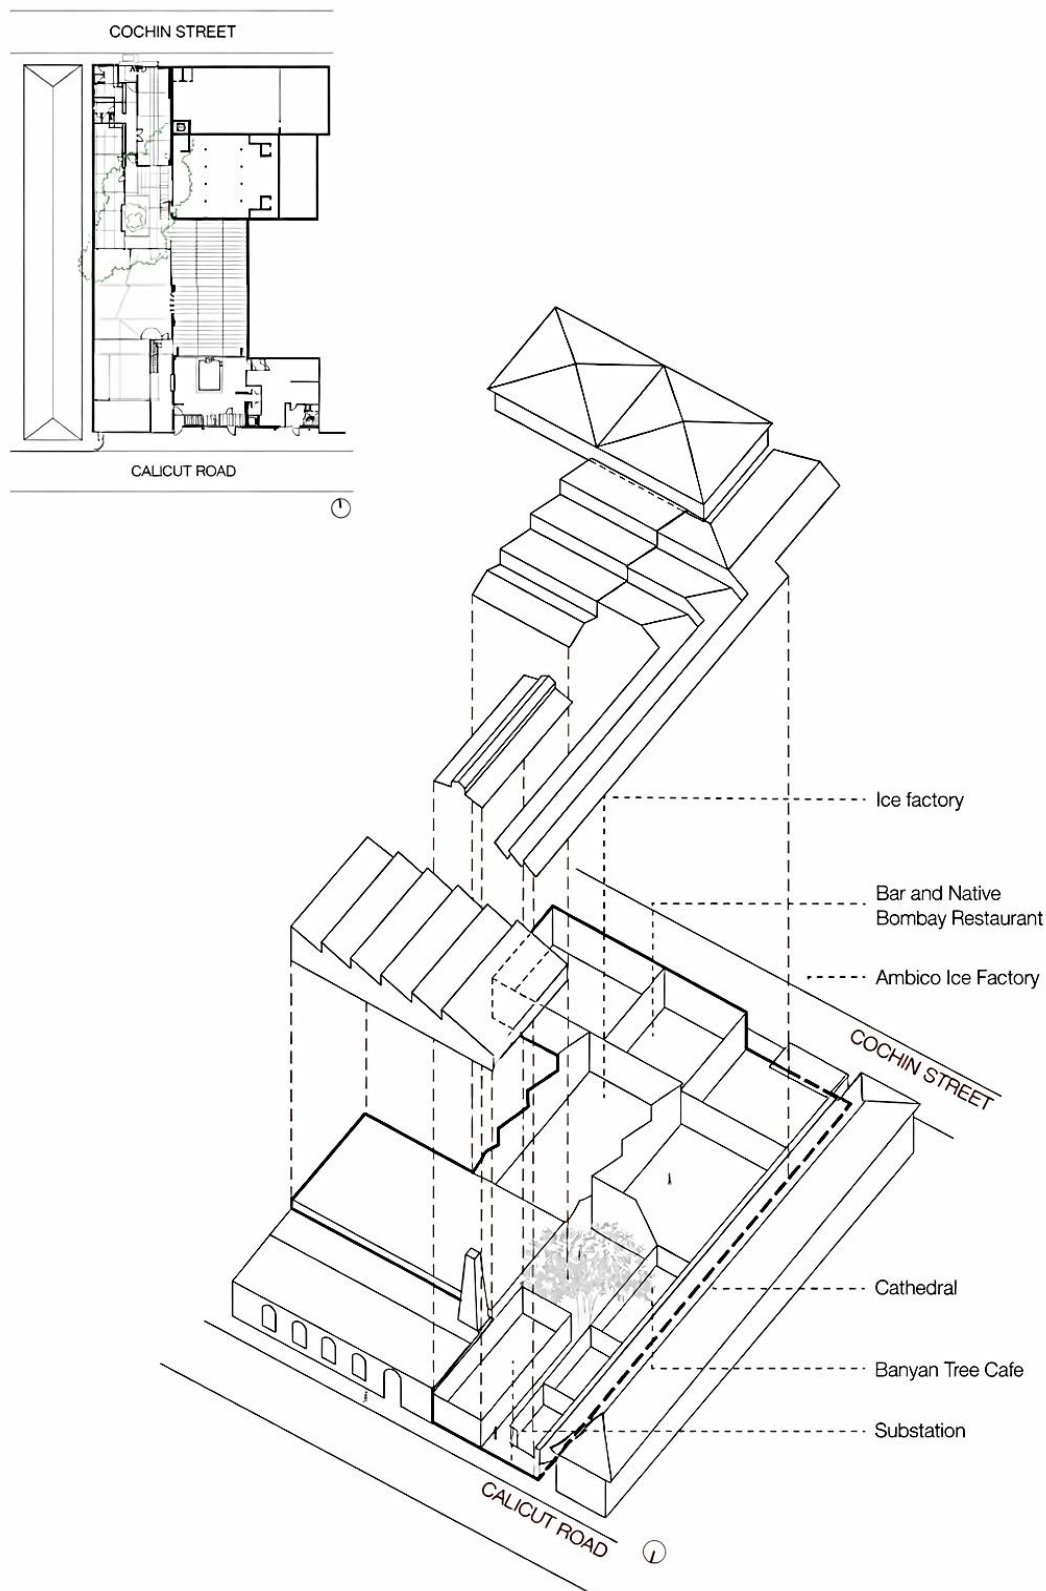 COCHIN STREET
CALICUT ROAD
Ice factory
Bar and Native
Bombay Restaurant
Ambico Ice Factory
COCHIN STREET
Cathedral
Banyan Tree Cafe
Substation
CALICUT ROAD